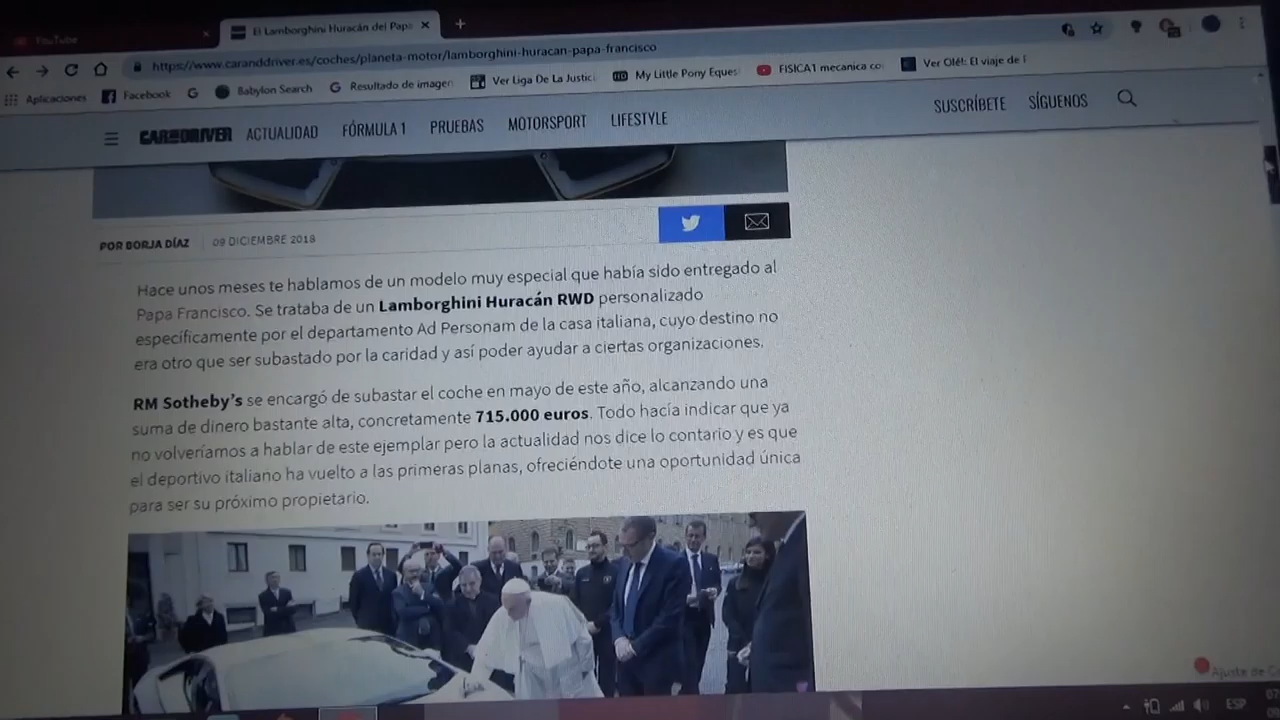 YouTube
El Lamborghini Huracán del Papa
https://www.caranddriver.es/coches/planeta-motor/lamborghini-huracan-papa-francisco
Aplicaciones Facebook Babylon Search Resultado de imagen Ver Liga De La Justic My Little Pony Eques FISICA1 mecanica co Ver Olé!: El viaje de F
CAR AND DRIVER ACTUALIDAD FÓRMULA 1 PRUEBAS MOTORSPORT LIFESTYLE SUSCRÍBETE SÍGUENOS
POR BORJA DÍAZ 09 DICIEMBRE 2018
Hace unos meses te hablamos de un modelo muy especial que había sido entregado al
Papa Francisco. Se trataba de un Lamborghini Huracán RWD personalizado
específicamente por el departamento Ad Personam de la casa italiana, cuyo destino no
era otro que ser subastado por la caridad y así poder ayudar a ciertas organizaciones.
RM Sotheby's se encargó de subastar el coche en mayo de este año, alcanzando una
suma de dinero bastante alta, concretamente 715.000 euros. Todo hacía indicar que ya
no volveríamos a hablar de este ejemplar pero la actualidad nos dice lo contario y es que
el deportivo italiano ha vuelto a las primeras planas, ofreciéndote una oportunidad única
para ser su próximo propietario.
Ajuste de
ESP